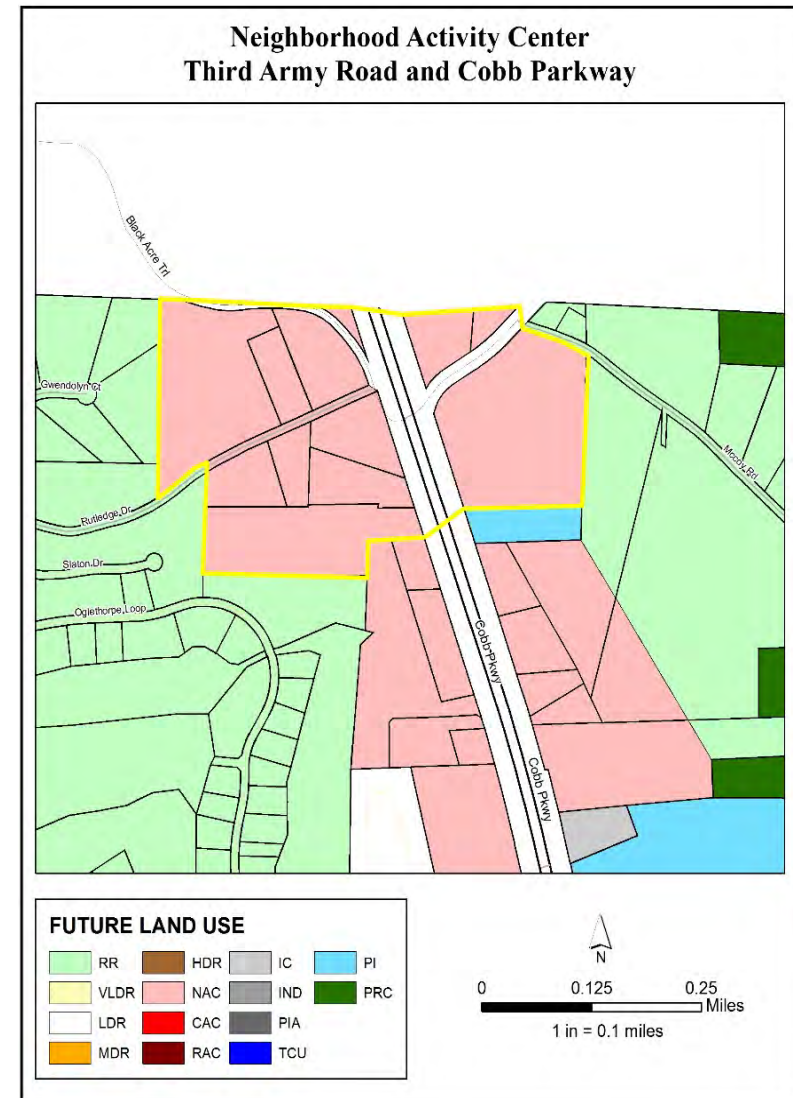 Neighborhood Activity Center
Third Army Road and Cobb Parkway
Black Acre Trl
Gwendolyn Ct
Mccoy Rd
Rutledge Dr
Slaton Dr
Oglethorpe Loop
Cobb Pkwy
Cobb Pkwy
FUTURE LAND USE
RR HDR IC PI
VLDR NAC IND PRC
LDR CAC PIA
MDR RAC TCU
N
0 0.125 0.25
Miles
1 in = 0.1 miles